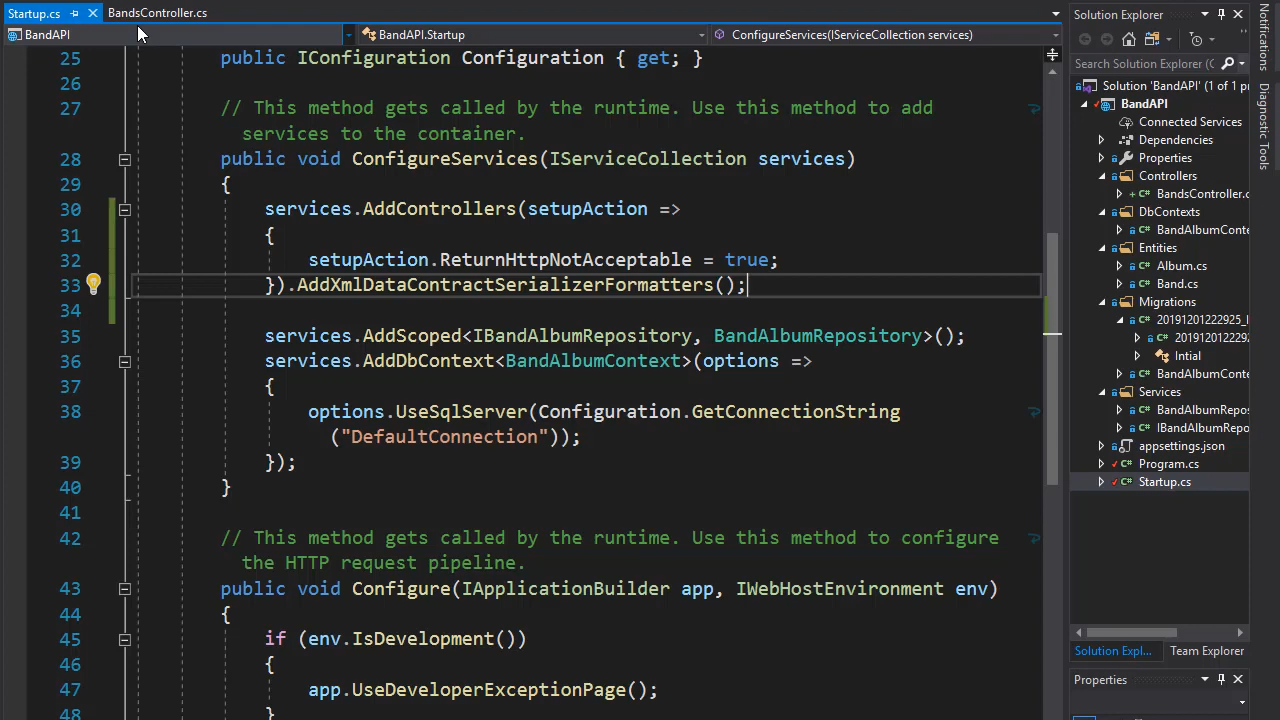 Startup.cs
BandsController.cs
BandAPI
BandAPI.Startup
ConfigureServices(IServiceCollection services)
25 public IConfiguration Configuration { get; }
26
27 // This method gets called by the runtime. Use this method to add
services to the container.
28 public void ConfigureServices(IServiceCollection services)
29 {
30 services.AddControllers(setupAction =>
31 {
32 setupAction.ReturnHttpNotAcceptable = true;
33 }).AddXmlDataContractSerializerFormatters();
34
35 services.AddScoped<IBandAlbumRepository, BandAlbumRepository>();
36 services.AddDbContext<BandAlbumContext>(options =>
37 {
38 options.UseSqlServer(Configuration.GetConnectionString
("DefaultConnection"));
39 });
40 }
41
42 // This method gets called by the runtime. Use this method to configure
the HTTP request pipeline.
43 public void Configure(IApplicationBuilder app, IWebHostEnvironment env)
44 {
45 if (env.IsDevelopment())
46 {
47 app.UseDeveloperExceptionPage();
48 }
Solution Explorer
Search Solution Explorer (
Solution 'BandAPI' (1 of 1 p
BandAPI
Connected Services
Dependencies
Properties
Controllers
BandsController.c
DbContexts
BandAlbumConte
Entities
Album.cs
Band.cs
Migrations
20191201222925_I
2019120122292
Intial
BandAlbumConte
Services
BandAlbumRepos
IBandAlbumRepo
appsettings.json
Program.cs
Startup.cs
Solution Expl...
Team Explorer
Properties
Notifications
Diagnostic Tools